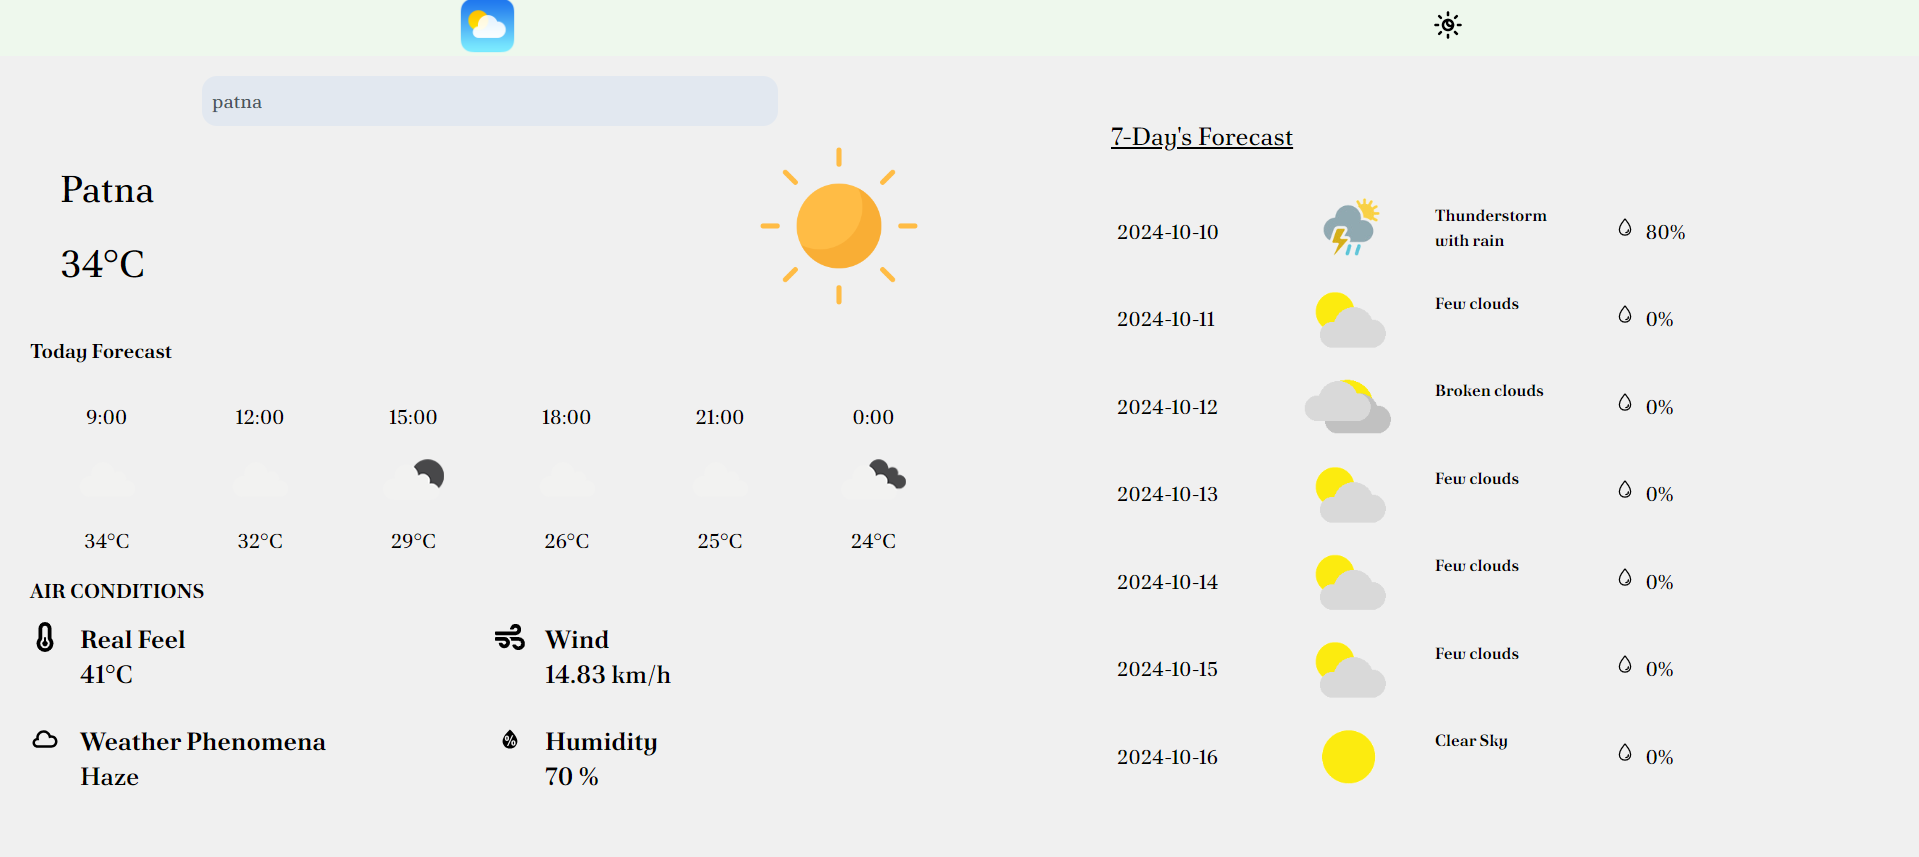 patna
Patna
34°C
Today Forecast
9:00 12:00 15:00 18:00 21:00 0:00
34°C 32°C 29°C 26°C 25°C 24°C
AIR CONDITIONS
Real Feel
41°C
Wind
14.83 km/h
Weather Phenomena
Haze
Humidity
70 %
7-Day's Forecast
2024-10-10 Thunderstorm
with rain 80%
2024-10-11 Few clouds 0%
2024-10-12 Broken clouds 0%
2024-10-13 Few clouds 0%
2024-10-14 Few clouds 0%
2024-10-15 Few clouds 0%
2024-10-16 Clear Sky 0%